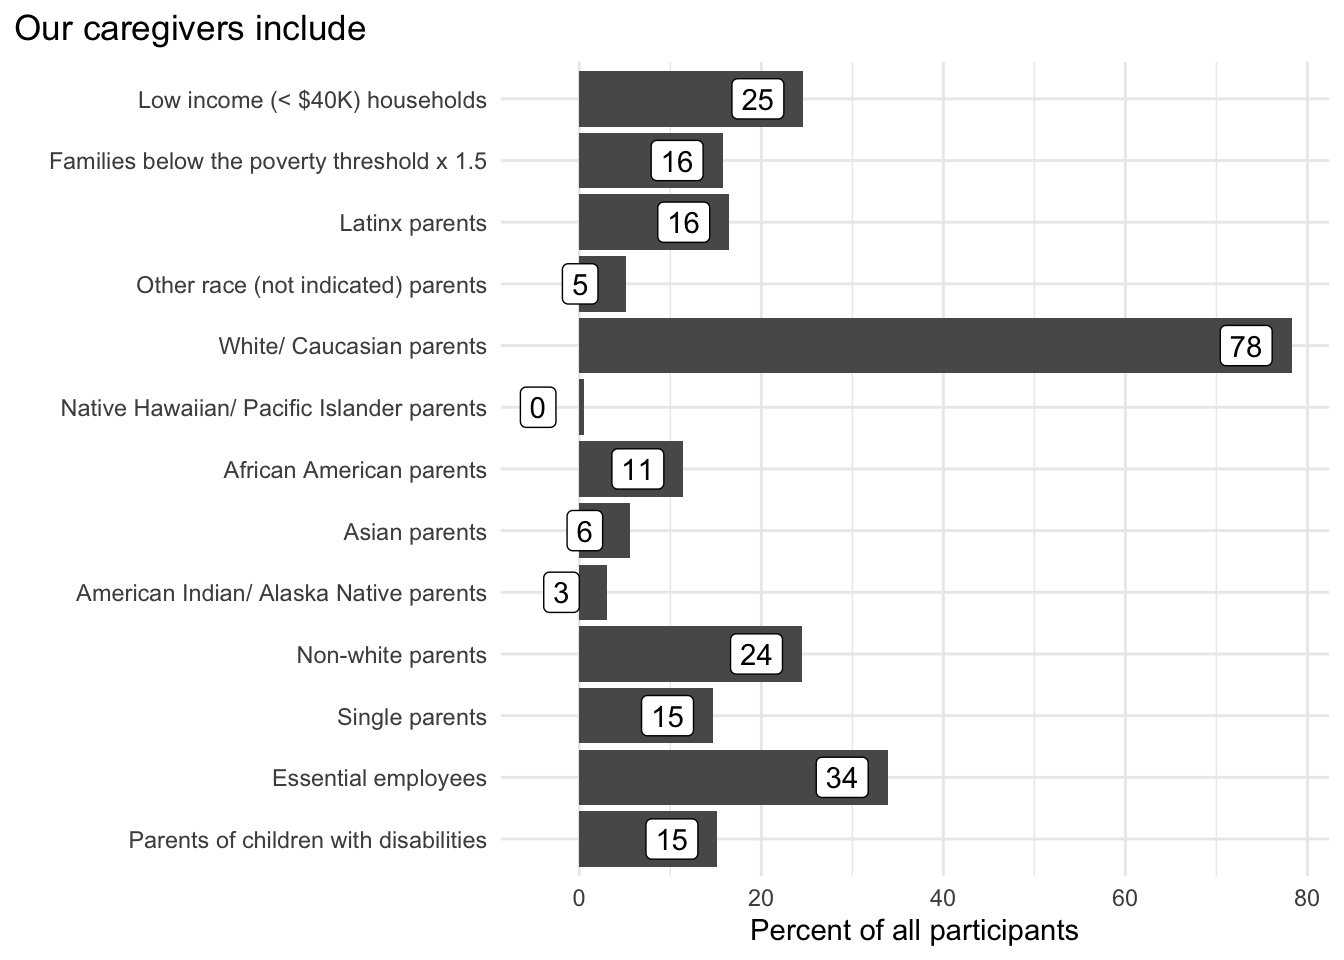 Our caregivers include
Low income (< $40K) households 25
Families below the poverty threshold x 1.5 16
Latinx parents 16
Other race (not indicated) parents 5
White/ Caucasian parents 78
Native Hawaiian/ Pacific Islander parents 0
African American parents 11
Asian parents 6
American Indian/ Alaska Native parents 3
Non-white parents 24
Single parents 15
Essential employees 34
Parents of children with disabilities 15
0 20 40 60 80
Percent of all participants